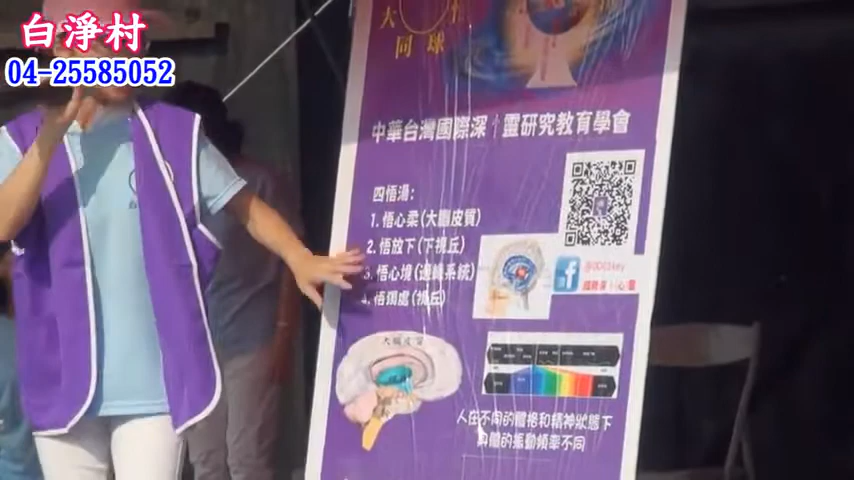 白淨村
04-25585052
大
同 球
中華台灣國際深㆐靈研究教育學會
四悟湯:
1.悟心柔(大腦皮質)
2.悟放下(下視丘)
3.悟心境(邊緣系統)
4.悟獨處(視丘)
大腦皮質
人在不同的體格和精神狀態下
身體的振動頻率不同